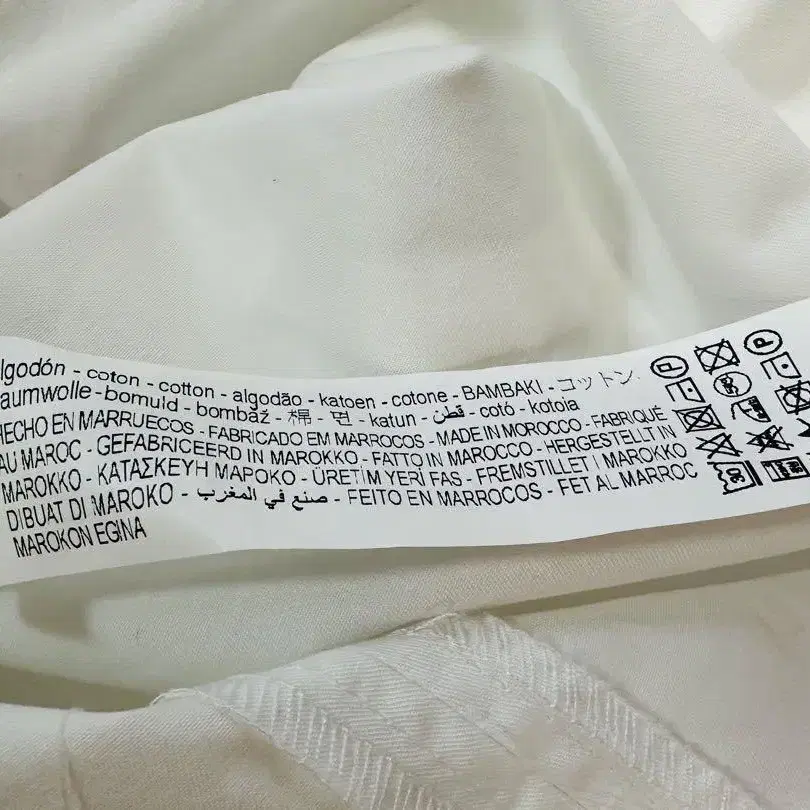 lgodón - coton - cotton - algodão - katoen - cotone - BAMBAKI - コットン
aumwolle - bomuld - bombaž - 棉 - 면 - katun - قطن - cotó - kotoia
HECHO EN MARRUECOS - FABRICADO EM MARROCOS - MADE IN MOROCCO - FABRIQUÉ
AU MAROC - GEFABRICEERD IN MAROKKO - FATTO IN MAROCCO - HERGESTELLT IN
MAROKKO - ΚΑΤΑΣΚΕΥΗ ΜΑΡΟΚΟ - ÜRETİM YERİ FAS - FREMSTILLET I MAROKKO
DIBUAT DI MAROKO - صنع في المغرب - FEITO EN MARROCOS - FET AL MARROC
MAROKON EGINA